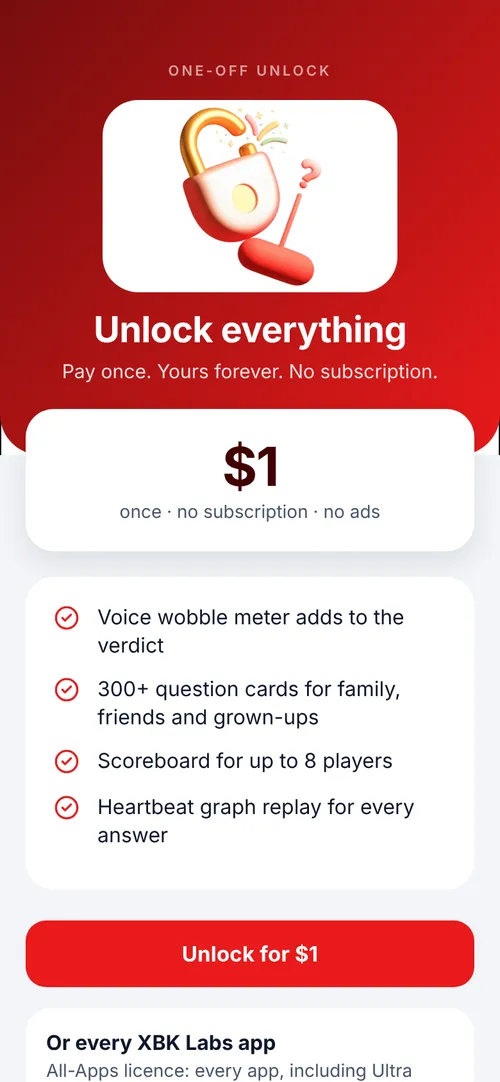 ONE-OFF UNLOCK
?
Unlock everything
Pay once. Yours forever. No subscription.
$1
once · no subscription · no ads
Voice wobble meter adds to the
verdict
300+ question cards for family,
friends and grown-ups
Scoreboard for up to 8 players
Heartbeat graph replay for every
answer
Unlock for $1
Or every XBK Labs app
All-Apps licence: every app, including Ultra